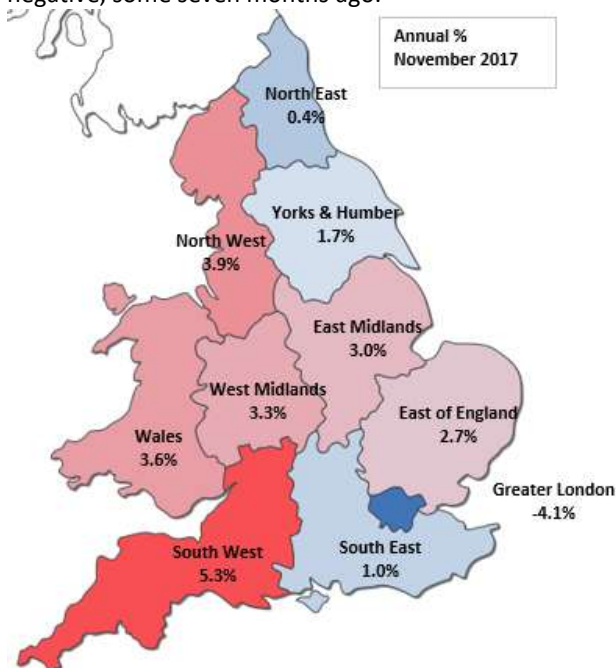 negative, some seven months ago.
Annual %
November 2017
North East
0.4%
Yorks & Humber
1.7%
North West
3.9%
East Midlands
3.0%
West Midlands
3.3%
East of England
2.7%
Wales
3.6%
Greater London
-4.1%
South West
5.3%
South East
1.0%